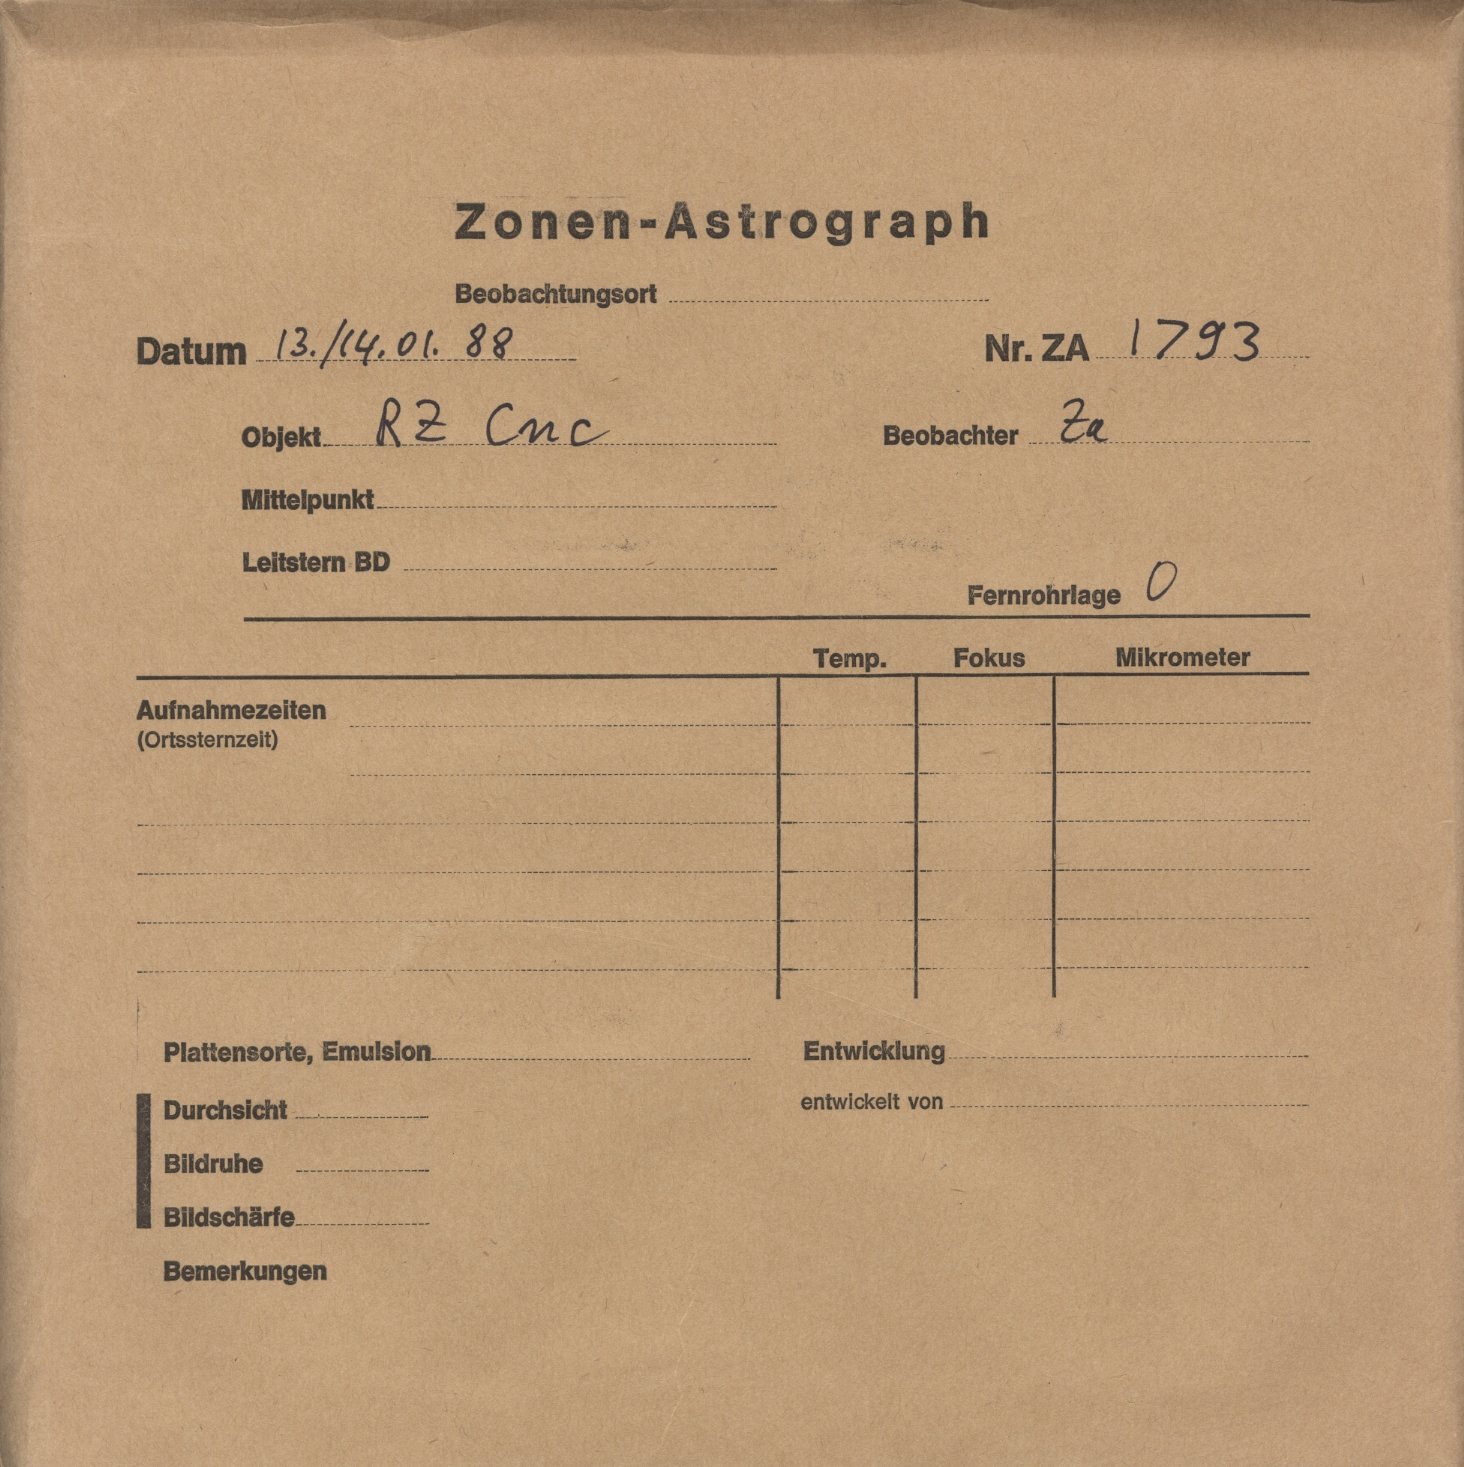 Zonen-Astrograph
Beobachtungsort
Datum 13./14.01.88 Nr. ZA 1793
Objekt RZ Cnc Beobachter Za
Mittelpunkt
Leitstern BD
Fernrohrlage O
Temp. Fokus Mikrometer
Aufnahmezeiten
(Ortssternzeit)
Plattensorte, Emulsion Entwicklung
Durchsicht entwickelt von
Bildruhe
Bildschärfe
Bemerkungen